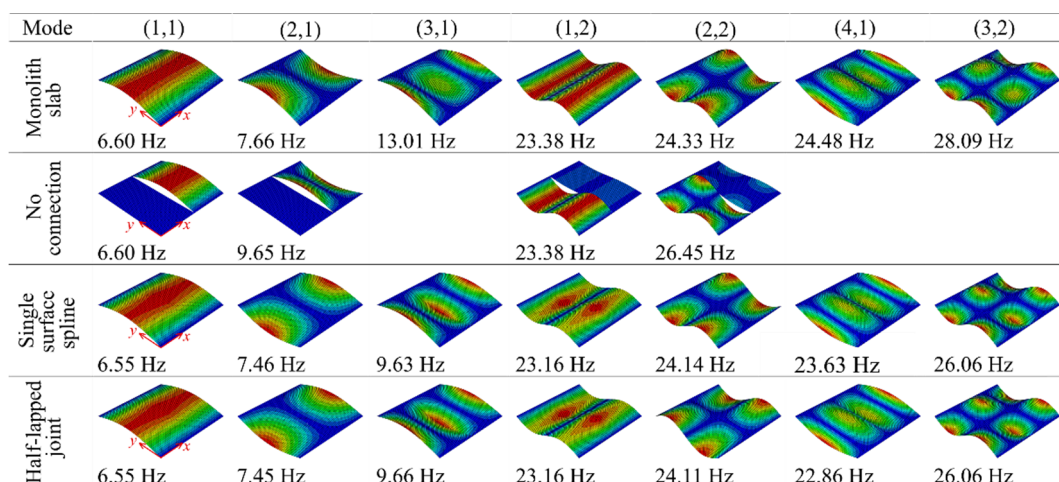 Mode (1,1) (2,1) (3,1) (1,2) (2,2) (4,1) (3,2)
Monolith
slab
y x
6.60 Hz 7.66 Hz 13.01 Hz 23.38 Hz 24.33 Hz 24.48 Hz 28.09 Hz
No
connection
y x
6.60 Hz 9.65 Hz 23.38 Hz 26.45 Hz
Single
surface
spline
y x
6.55 Hz 7.46 Hz 9.63 Hz 23.16 Hz 24.14 Hz 23.63 Hz 26.06 Hz
Half-lapped
joint
y x
6.55 Hz 7.45 Hz 9.66 Hz 23.16 Hz 24.11 Hz 22.86 Hz 26.06 Hz